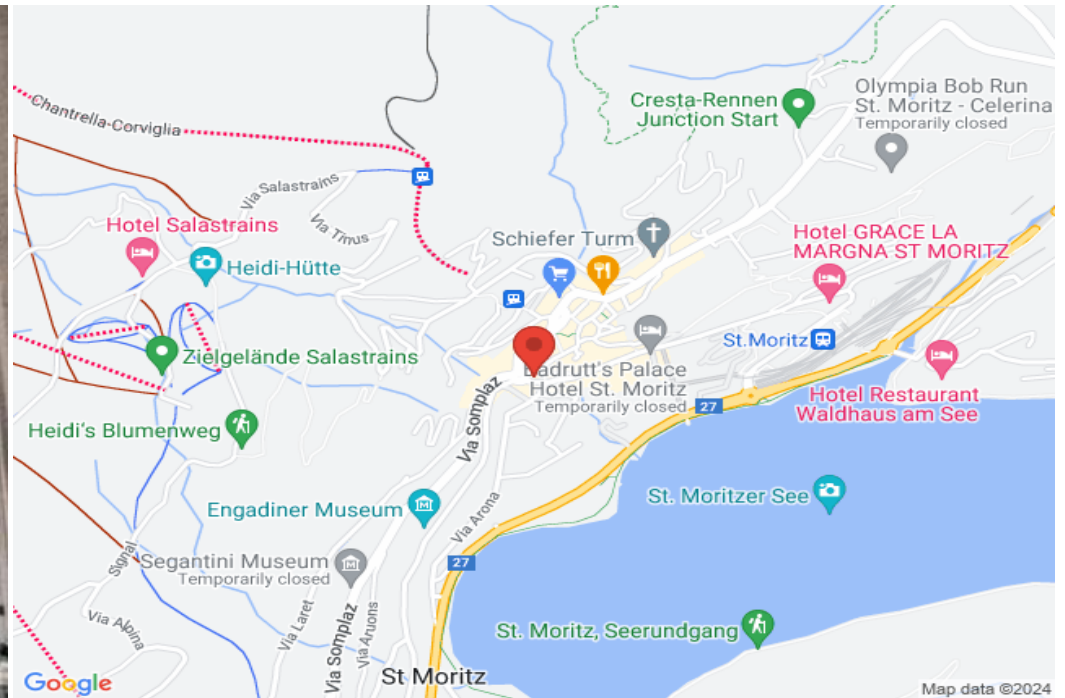 Chantrella-Corviglia
Cresta-Rennen
Junction Start
Olympia Bob Run
St. Moritz - Celerina
Temporarily closed
Via Salastrains
Hotel Salastrains
Via Tinus
Heidi-Hütte
Schiefer Turm
Hotel GRACE LA
MARGNA ST MORITZ
St.Moritz
Zielgelände Salastrains
Badrutt's Palace
Hotel St. Moritz
Temporarily closed
27
Hotel Restaurant
Waldhaus am See
Via Somplaz
Heidi's Blumenweg
St. Moritzer See
Engadiner Museum
Via Arona
Segantini Museum
Temporarily closed
27
Signal
Via Alpina
Via Laret
Via Somplaz
Via Aruons
St. Moritz, Seerundgang
St Moritz
Google
Map data ©2024